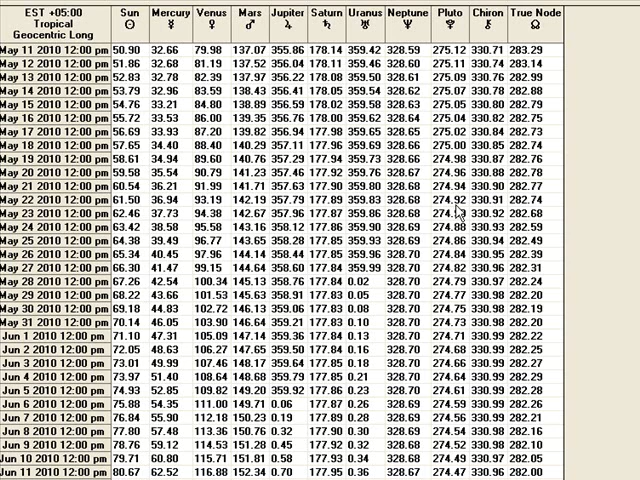 EST +05:00 Sun Mercury Venus Mars Jupiter Saturn Uranus Neptune Pluto Chiron True Node
Tropical ☉ ☿ ♀ ♂ ♃ ♄ ♅ ♆ ♇ ⚷ ☊
Geocentric Long
May 11 2010 12:00 pm 50.90 32.66 79.98 137.07 355.86 178.14 359.42 328.59 275.12 330.71 283.29
May 12 2010 12:00 pm 51.86 32.68 81.19 137.52 356.04 178.11 359.46 328.60 275.11 330.74 283.14
May 13 2010 12:00 pm 52.83 32.78 82.39 137.97 356.22 178.08 359.50 328.61 275.09 330.76 282.99
May 14 2010 12:00 pm 53.79 32.96 83.59 138.43 356.41 178.05 359.54 328.62 275.07 330.78 282.88
May 15 2010 12:00 pm 54.76 33.21 84.80 138.89 356.59 178.02 359.58 328.63 275.05 330.80 282.79
May 16 2010 12:00 pm 55.72 33.53 86.00 139.35 356.76 178.00 359.62 328.64 275.04 330.82 282.75
May 17 2010 12:00 pm 56.69 33.93 87.20 139.82 356.94 177.98 359.65 328.65 275.02 330.84 282.73
May 18 2010 12:00 pm 57.65 34.40 88.40 140.29 357.11 177.96 359.69 328.66 275.00 330.85 282.74
May 19 2010 12:00 pm 58.61 34.94 89.60 140.76 357.29 177.94 359.73 328.66 274.98 330.87 282.76
May 20 2010 12:00 pm 59.58 35.54 90.79 141.23 357.46 177.92 359.76 328.67 274.96 330.88 282.78
May 21 2010 12:00 pm 60.54 36.21 91.99 141.71 357.63 177.90 359.80 328.68 274.94 330.90 282.77
May 22 2010 12:00 pm 61.50 36.94 93.19 142.19 357.79 177.89 359.83 328.68 274.92 330.91 282.74
May 23 2010 12:00 pm 62.46 37.73 94.38 142.67 357.96 177.87 359.86 328.69 330.92 282.68
May 24 2010 12:00 pm 63.42 38.58 95.58 143.16 358.12 177.86 359.90 328.69 274.88 330.93 282.59
May 25 2010 12:00 pm 64.38 39.49 96.77 143.65 358.28 177.85 359.93 328.69 274.86 330.94 282.49
May 26 2010 12:00 pm 65.34 40.45 97.96 144.14 358.44 177.85 359.96 328.70 274.84 330.95 282.39
May 27 2010 12:00 pm 66.30 41.47 99.15 144.64 358.60 177.84 359.99 328.70 274.82 330.96 282.31
May 28 2010 12:00 pm 67.26 42.54 100.34 145.13 358.76 177.84 0.02 328.70 274.79 330.97 282.24
May 29 2010 12:00 pm 68.22 43.66 101.53 145.63 358.91 177.83 0.05 328.70 274.77 330.98 282.20
May 30 2010 12:00 pm 69.18 44.83 102.72 146.13 359.06 177.83 0.08 328.70 274.75 330.98 282.19
May 31 2010 12:00 pm 70.14 46.05 103.90 146.64 359.21 177.83 0.10 328.70 274.73 330.98 282.20
Jun 1 2010 12:00 pm 71.10 47.31 105.09 147.14 359.36 177.84 0.13 328.70 274.71 330.99 282.22
Jun 2 2010 12:00 pm 72.05 48.63 106.27 147.65 359.50 177.84 0.16 328.70 274.68 330.99 282.25
Jun 3 2010 12:00 pm 73.01 49.99 107.46 148.17 359.64 177.85 0.18 328.70 274.66 330.99 282.27
Jun 4 2010 12:00 pm 73.97 51.40 108.64 148.68 359.79 177.85 0.21 328.70 274.64 330.99 282.29
Jun 5 2010 12:00 pm 74.93 52.85 109.82 149.20 359.92 177.86 0.23 328.70 274.61 330.99 282.28
Jun 6 2010 12:00 pm 75.88 54.35 111.00 149.71 0.06 177.87 0.26 328.69 274.59 330.99 282.26
Jun 7 2010 12:00 pm 76.84 55.90 112.18 150.23 0.19 177.89 0.28 328.69 274.56 330.98 282.21
Jun 8 2010 12:00 pm 77.80 57.48 113.36 150.76 0.32 177.90 0.30 328.69 274.54 330.98 282.16
Jun 9 2010 12:00 pm 78.76 59.12 114.53 151.28 0.45 177.92 0.32 328.68 274.52 330.98 282.10
Jun 10 2010 12:00 pm 79.71 60.80 115.71 151.81 0.58 177.93 0.34 328.68 274.49 330.97 282.05
Jun 11 2010 12:00 pm 80.67 62.52 116.88 152.34 0.70 177.95 0.36 328.67 274.47 330.96 282.00